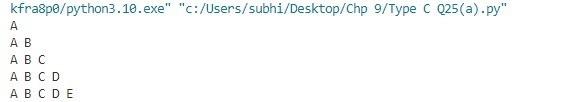 kfra8p0/python3.10.exe" "c:/Users/subhi/Desktop/Chp 9/Type C Q25(a).py"
A
A B
A B C
A B C D
A B C D E